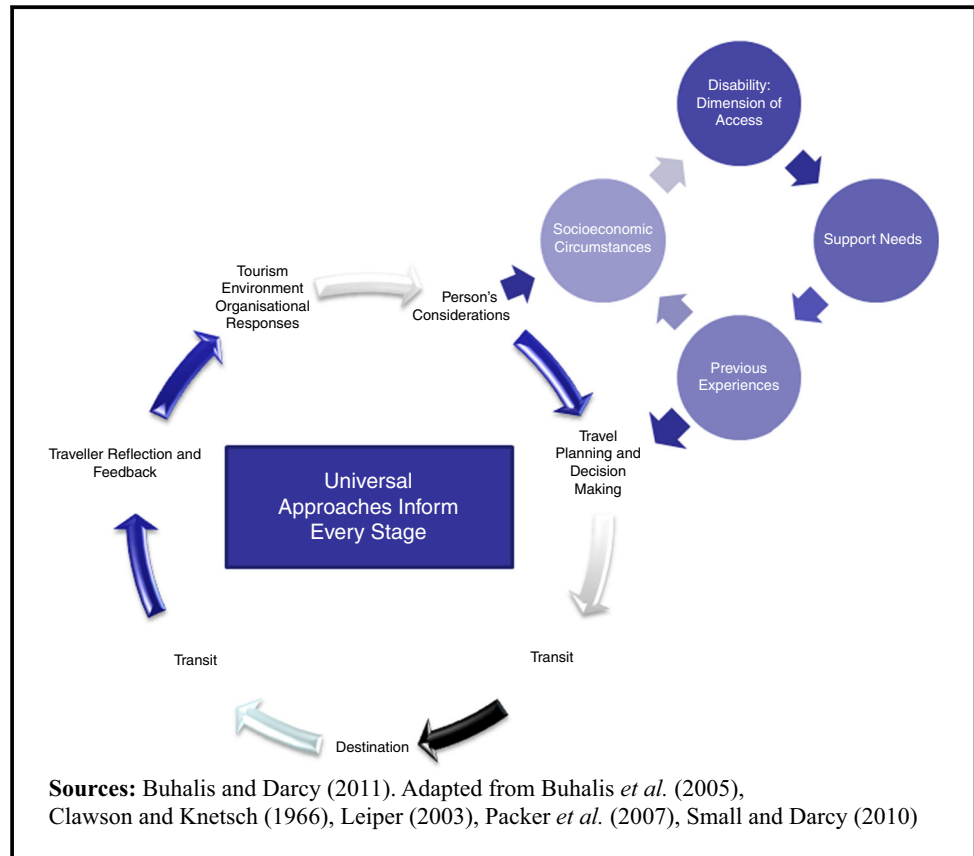 Disability:
Dimension of
Access
Socioeconomic
Circumstances
Support Needs
Previous
Experiences
Tourism
Environment
Organisational
Responses
Person's
Considerations
Travel
Planning and
Decision
Making
Traveller Reflection and
Feedback
Universal
Approaches Inform
Every Stage
Transit
Transit
Destination
Sources: Buhalis and Darcy (2011). Adapted from Buhalis et al. (2005),
Clawson and Knetsch (1966), Leiper (2003), Packer et al. (2007), Small and Darcy (2010)